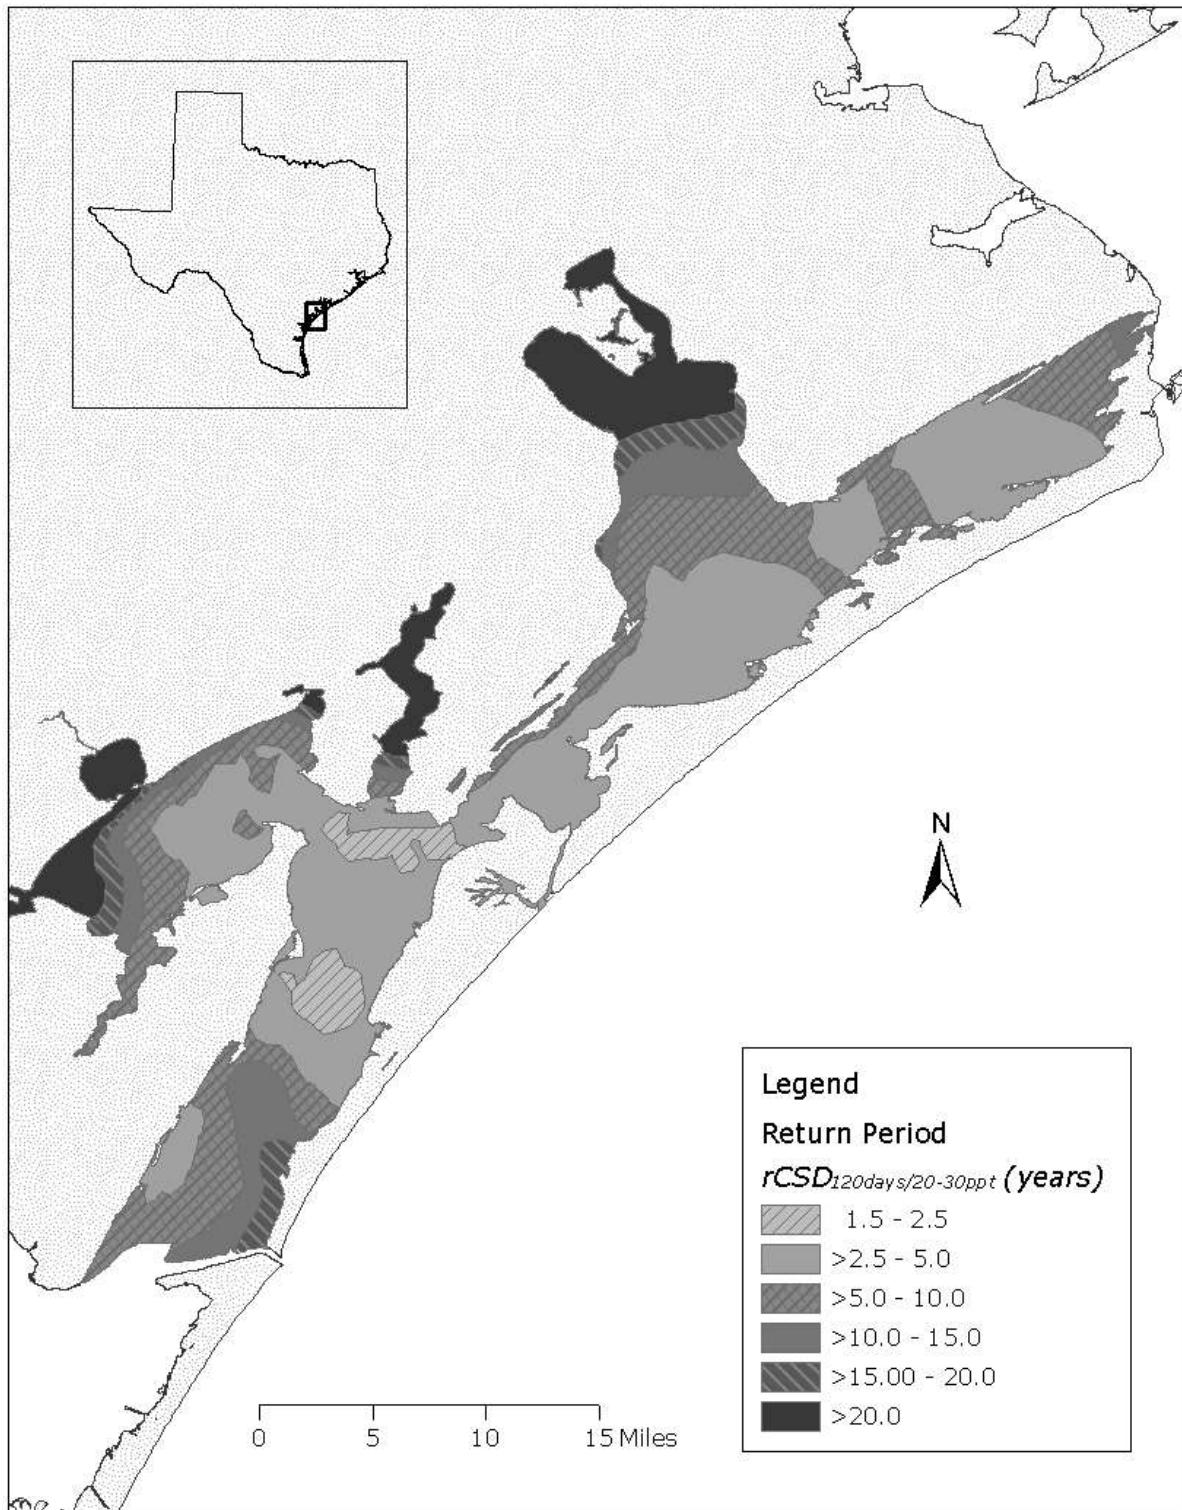 N
Legend
Return Period
rCSD120days/20-30ppt (years)
1.5 - 2.5
>2.5 - 5.0
>5.0 - 10.0
>10.0 - 15.0
>15.00 - 20.0
>20.0
0 5 10 15 Miles